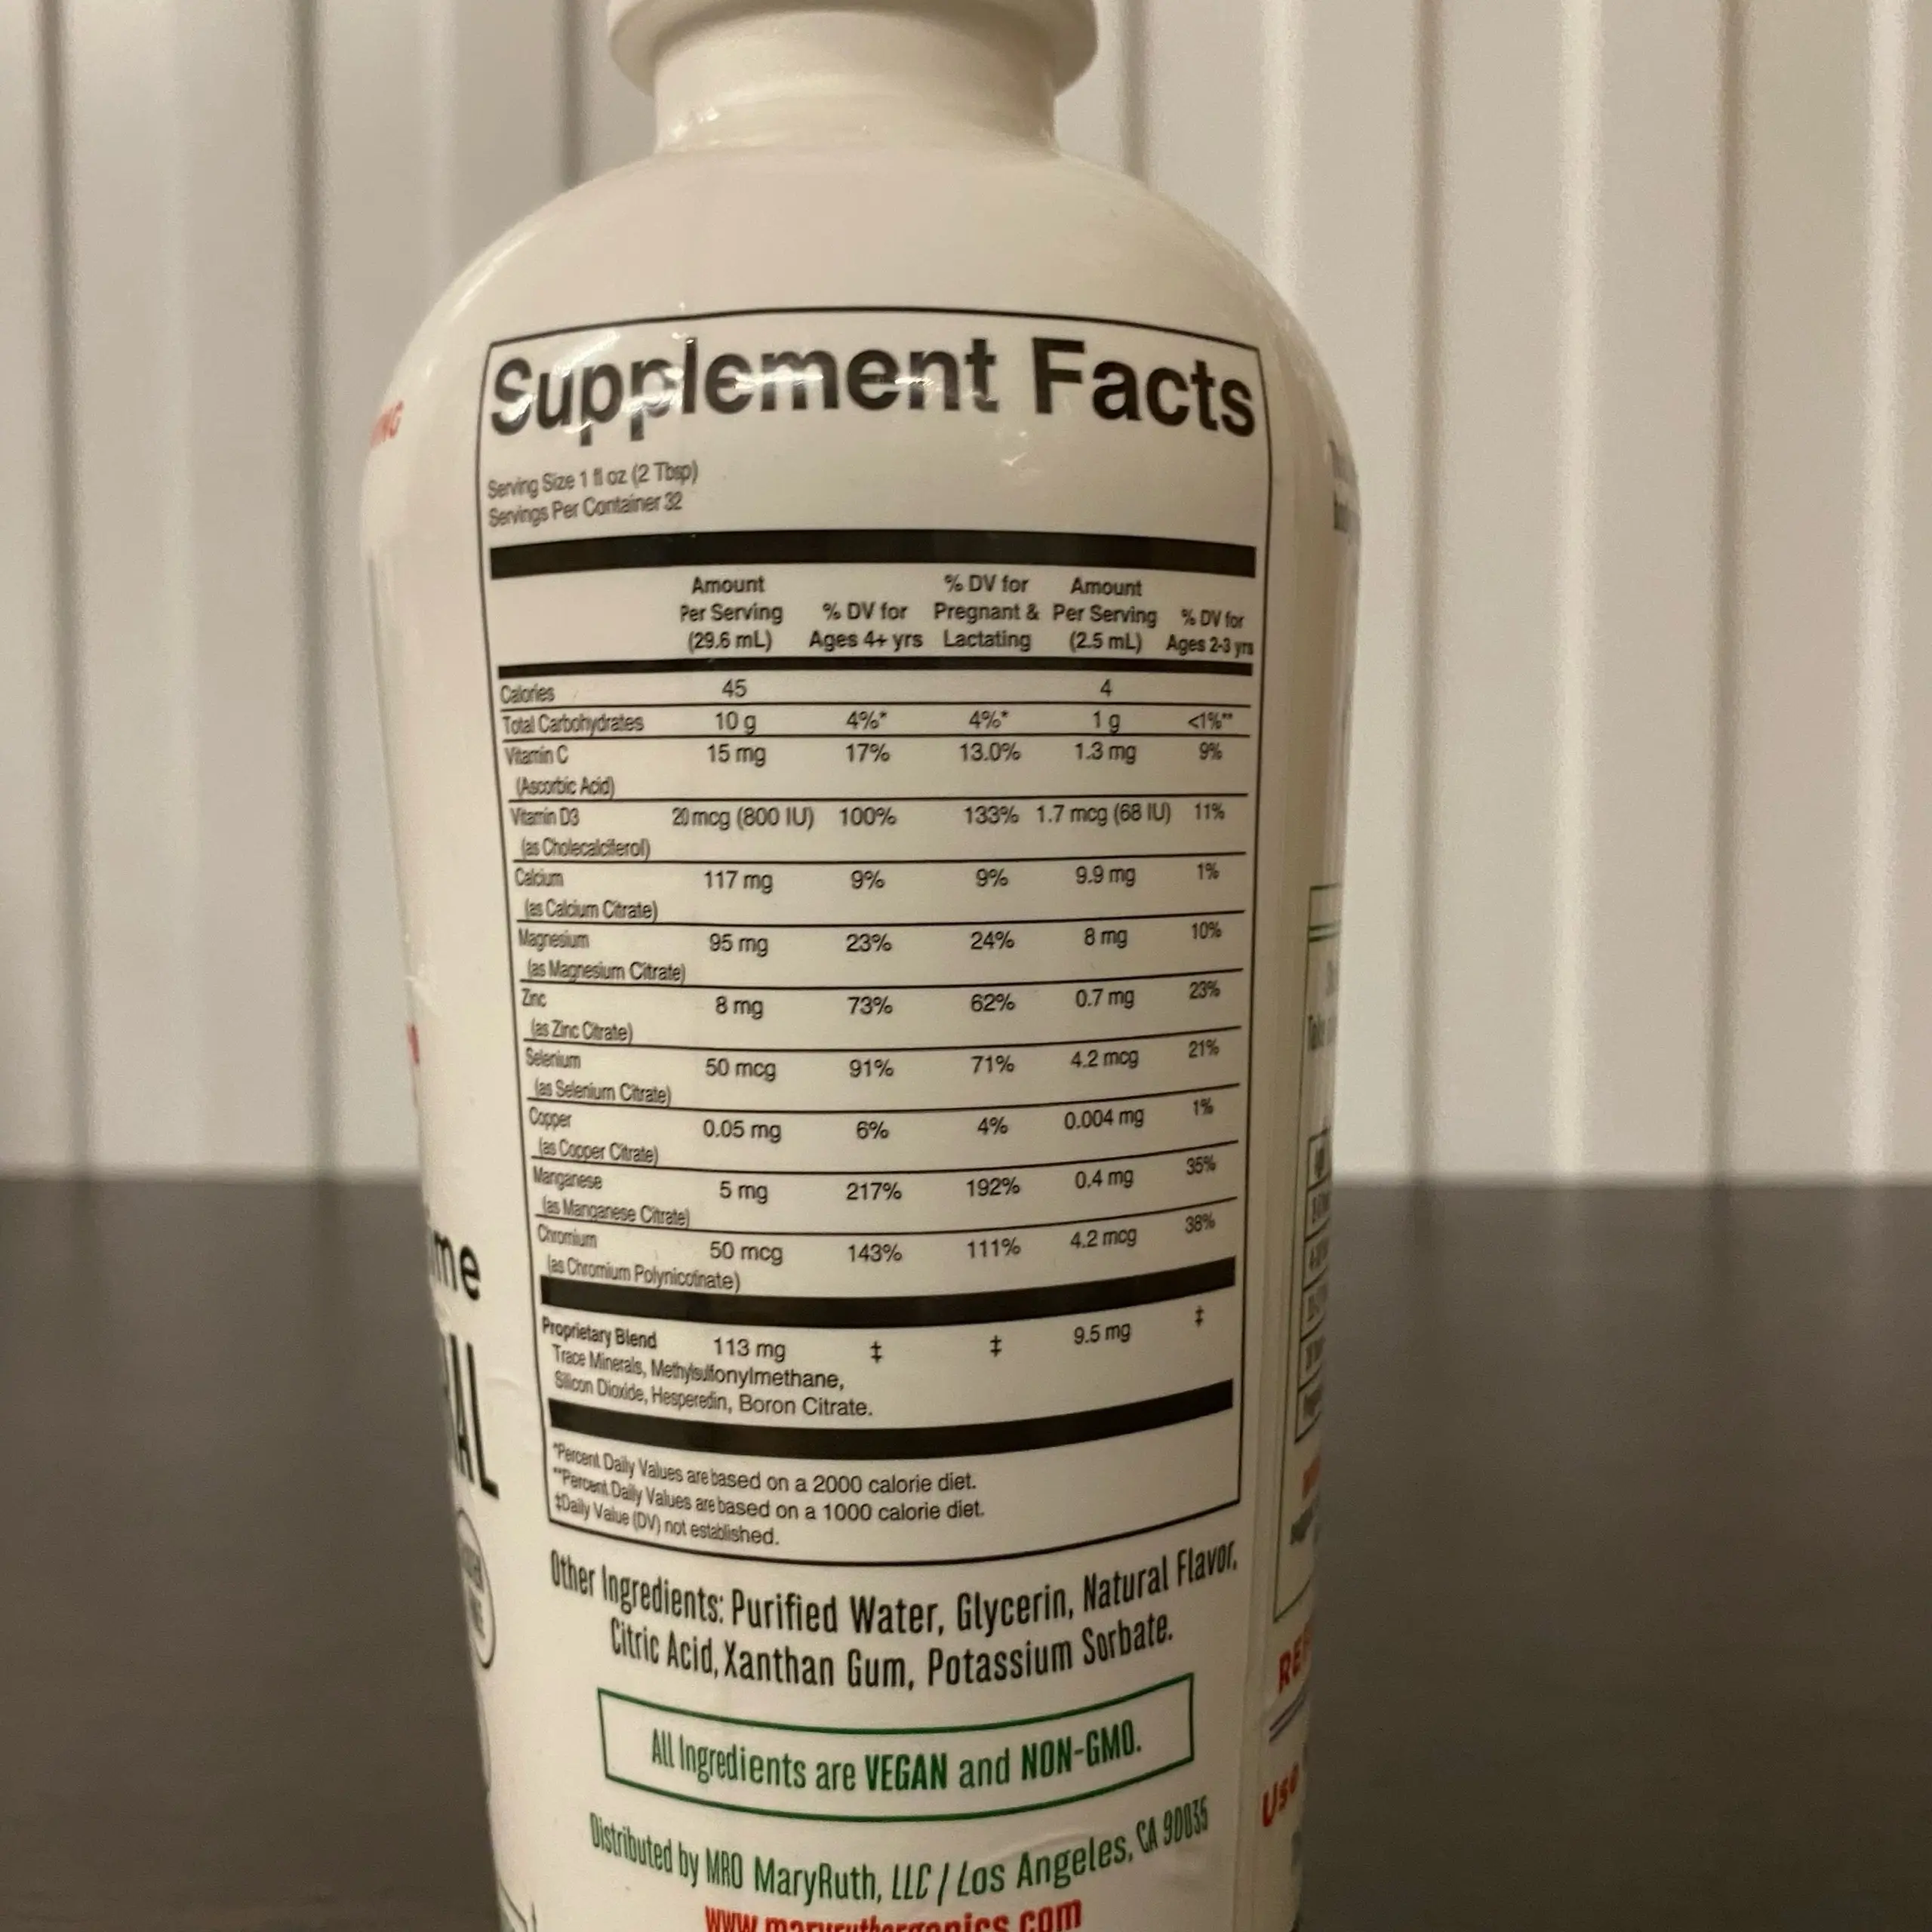 Supplement Facts
Serving Size 1 fl oz (2 Tbsp)
Servings Per Container 32
Amount Per Serving (29.6 mL) % DV for Ages 4+ yrs % DV for Pregnant & Lactating Amount Per Serving (2.5 mL) % DV for Ages 2-3 yrs
Calories 45 4
Total Carbohydrates 10 g 4%* 4%* 1 g <1%**
Vitamin C 15 mg 17% 13.0% 1.3 mg 9%
(Ascorbic Acid)
Vitamin D3 20 mcg (800 IU) 100% 133% 1.7 mcg (68 IU) 11%
(as Cholecalciferol)
Calcium 117 mg 9% 9% 9.9 mg 1%
(as Calcium Citrate)
Magnesium 95 mg 23% 24% 8 mg 10%
(as Magnesium Citrate)
Zinc 8 mg 73% 62% 0.7 mg 23%
(as Zinc Citrate)
Selenium 50 mcg 91% 71% 4.2 mcg 21%
(as Selenium Citrate)
Copper 0.05 mg 6% 4% 0.004 mg 1%
(as Copper Citrate)
Manganese 5 mg 217% 192% 0.4 mg 35%
(as Manganese Citrate)
Chromium 50 mcg 143% 111% 4.2 mcg 38%
(as Chromium Polynicotinate)
Proprietary Blend 113 mg ‡ ‡ 9.5 mg ‡
Trace Minerals, Methylsulfonylmethane,
Silicon Dioxide, Hesperedin, Boron Citrate.
*Percent Daily Values are based on a 2000 calorie diet.
**Percent Daily Values are based on a 1000 calorie diet.
‡Daily Value (DV) not established.
Other Ingredients: Purified Water, Glycerin, Natural Flavor,
Citric Acid, Xanthan Gum, Potassium Sorbate.
All Ingredients are VEGAN and NON-GMO.
Distributed by MRO MaryRuth, LLC / Los Angeles, CA 90035
www.maryruthorganics.com
Use